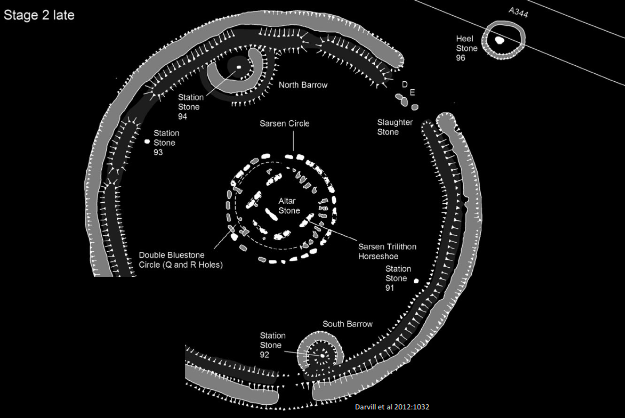 Stage 2 late
A344
Heel
Stone
96
D
E
North Barrow
Station
Stone
94
Slaughter
Stone
Sarsen Circle
Station
Stone
93
Altar
Stone
Double Bluestone
Circle (Q and R Holes)
Sarsen Trilithon
Horseshoe
Station
Stone
91
South Barrow
Station
Stone
92
Darvill et al 2012:1032